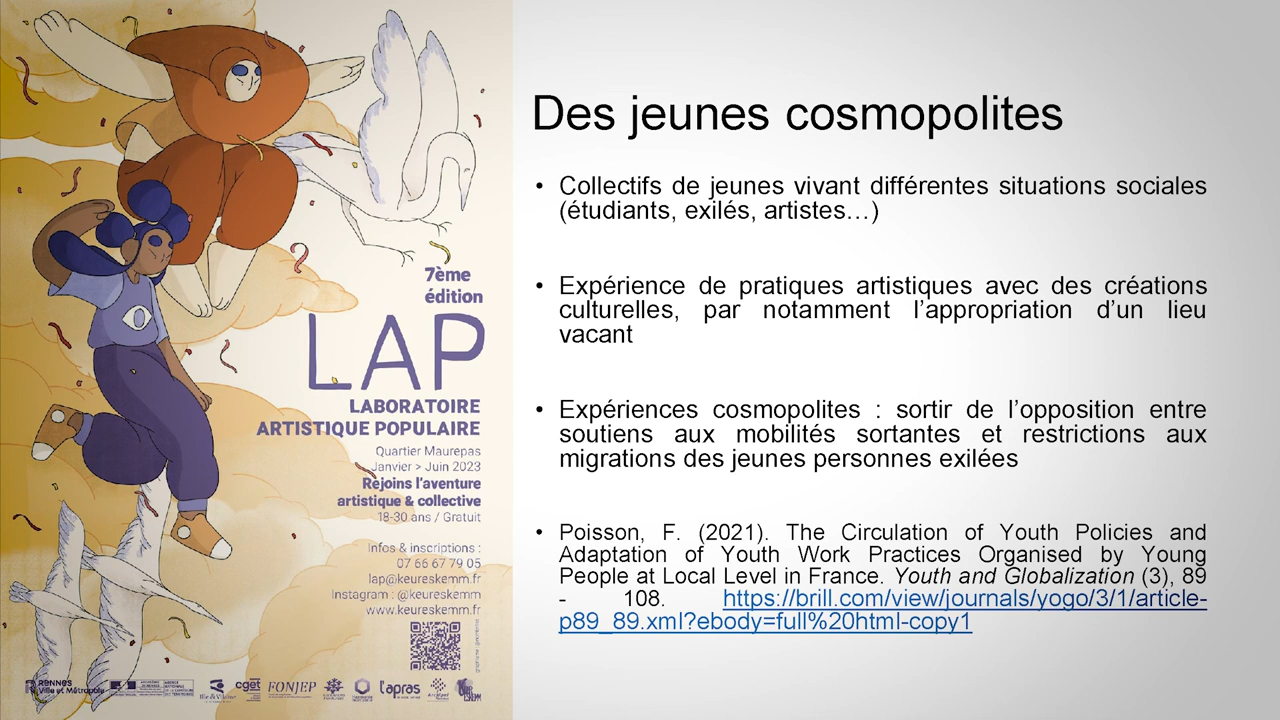 7ème
édition
LAP
LABORATOIRE
ARTISTIQUE POPULAIRE
Quartier Maurepas
Janvier > Juin 2023
Rejoins l'aventure
artistique & collective
18-30 ans / Gratuit
Infos & inscriptions :
07 66 67 79 05
lap@keureskemm.fr
Instagram : @keureskemm
www.keureskemm.fr
RENNES
Ville et Métropole
Ille & Vilaine
cget
FONJEP
l'apras
Des jeunes cosmopolites
• Collectifs de jeunes vivant différentes situations sociales
(étudiants, exilés, artistes…)
• Expérience de pratiques artistiques avec des créations
culturelles, par notamment l’appropriation d’un lieu
vacant
• Expériences cosmopolites : sortir de l’opposition entre
soutiens aux mobilités sortantes et restrictions aux
migrations des jeunes personnes exilées
• Poisson, F. (2021). The Circulation of Youth Policies and
Adaptation of Youth Work Practices Organised by Young
People at Local Level in France. Youth and Globalization (3), 89
- 108. https://brill.com/view/journals/yogo/3/1/article-
p89_89.xml?ebody=full%20html-copy1